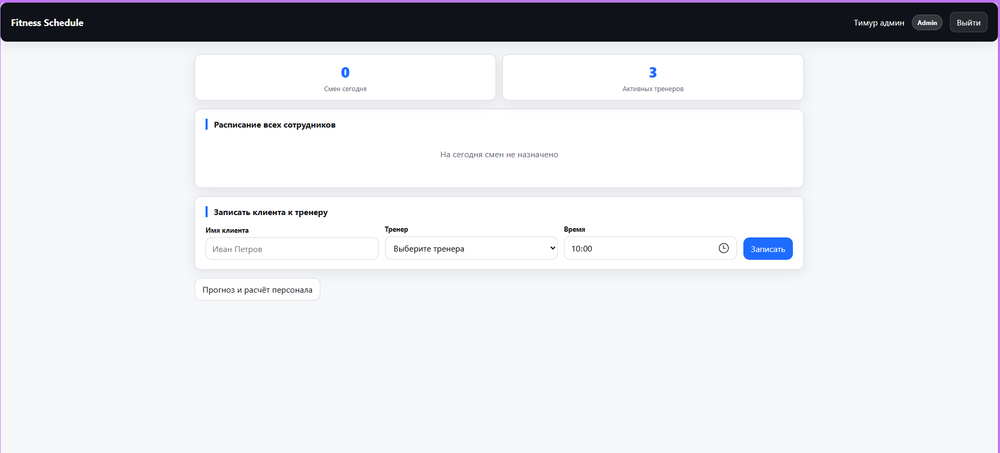 Fitness Schedule
Тимур админ
Admin
Выйти
0
Смен сегодня
3
Активных тренеров
Расписание всех сотрудников
На сегодня смен не назначено
Записать клиента к тренеру
Имя клиента
Иван Петров
Тренер
Выберите тренера
Время
10:00
Записать
Прогноз и расчёт персонала